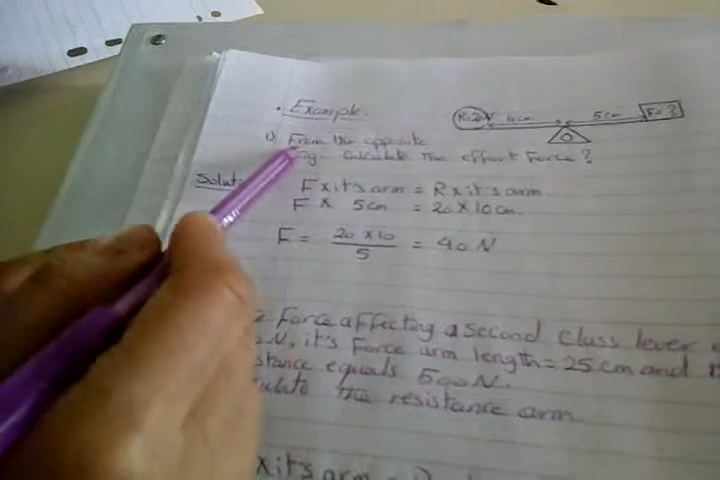 • Example.
R=20N 10cm 5cm F=?
1) From the opposite
Fig. Calculate the effort Force?
Solut
F x its arm = R x its arm.
F x 5cm = 20 x 10 cm.
F = 20 x 10 / 5 = 40 N
Force affecting a second class lever
N, it's Force arm length = 25 cm and
stance equals 500 N.
culate the resistance arm
x its arm =